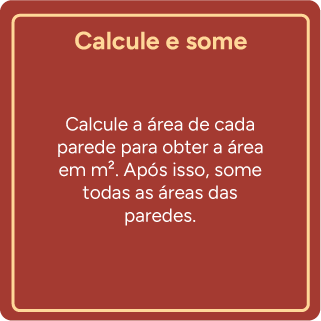 Calcule e some
Calcule a área de cada
parede para obter a área
em m². Após isso, some
todas as áreas das
paredes.